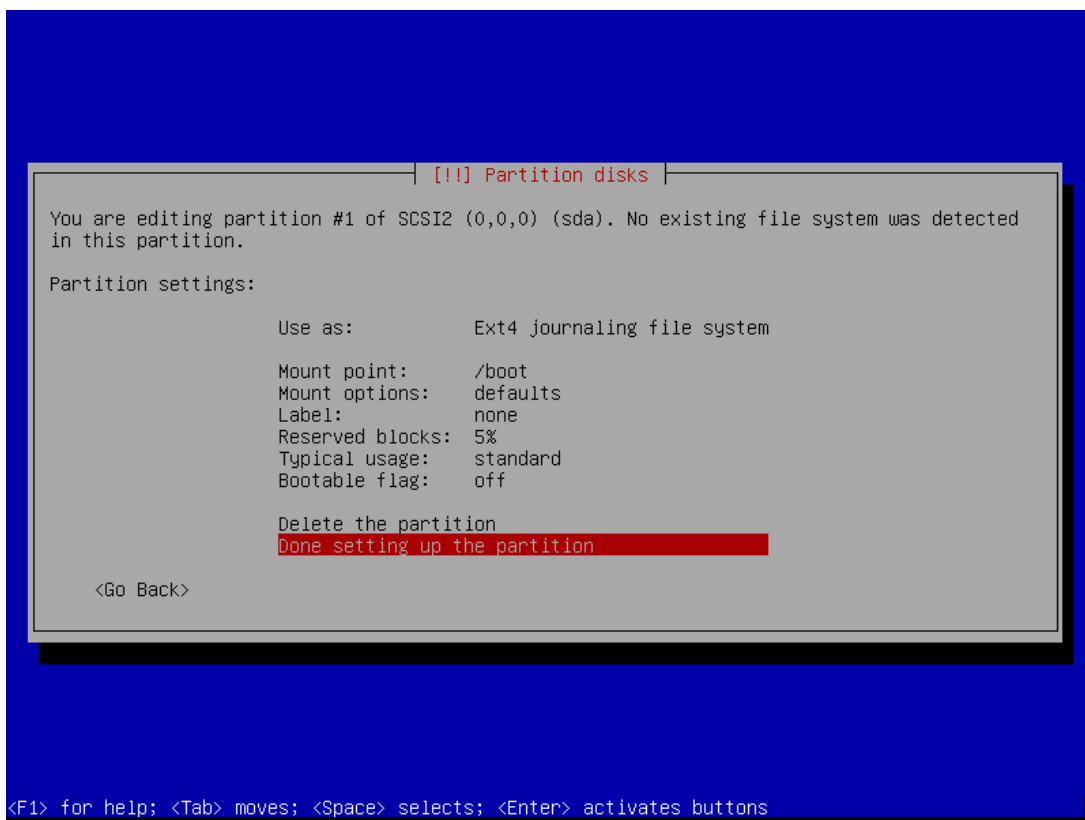 [!!] Partition disks
You are editing partition #1 of SCSI2 (0,0,0) (sda). No existing file system was detected
in this partition.
Partition settings:
Use as: Ext4 journaling file system
Mount point: /boot
Mount options: defaults
Label: none
Reserved blocks: 5%
Typical usage: standard
Bootable flag: off
Delete the partition
Done setting up the partition
<Go Back>
<F1> for help; <Tab> moves; <Space> selects; <Enter> activates buttons